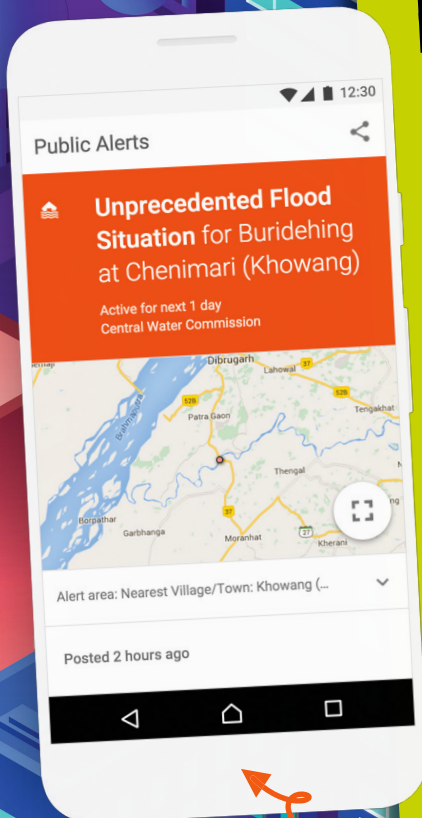 12:30
Public Alerts
Unprecedented Flood
Situation for Buridehing
at Chenimari (Khowang)
Active for next 1 day
Central Water Commission
Dibrugarh
Lahowal
37
52B
52B
Patra Gaon
Tengakhat
Brahmaputra
Thengal
Borpathar
37
Garbhanga
Moranhat
27
Kherani
Alert area: Nearest Village/Town: Khowang (...
Posted 2 hours ago